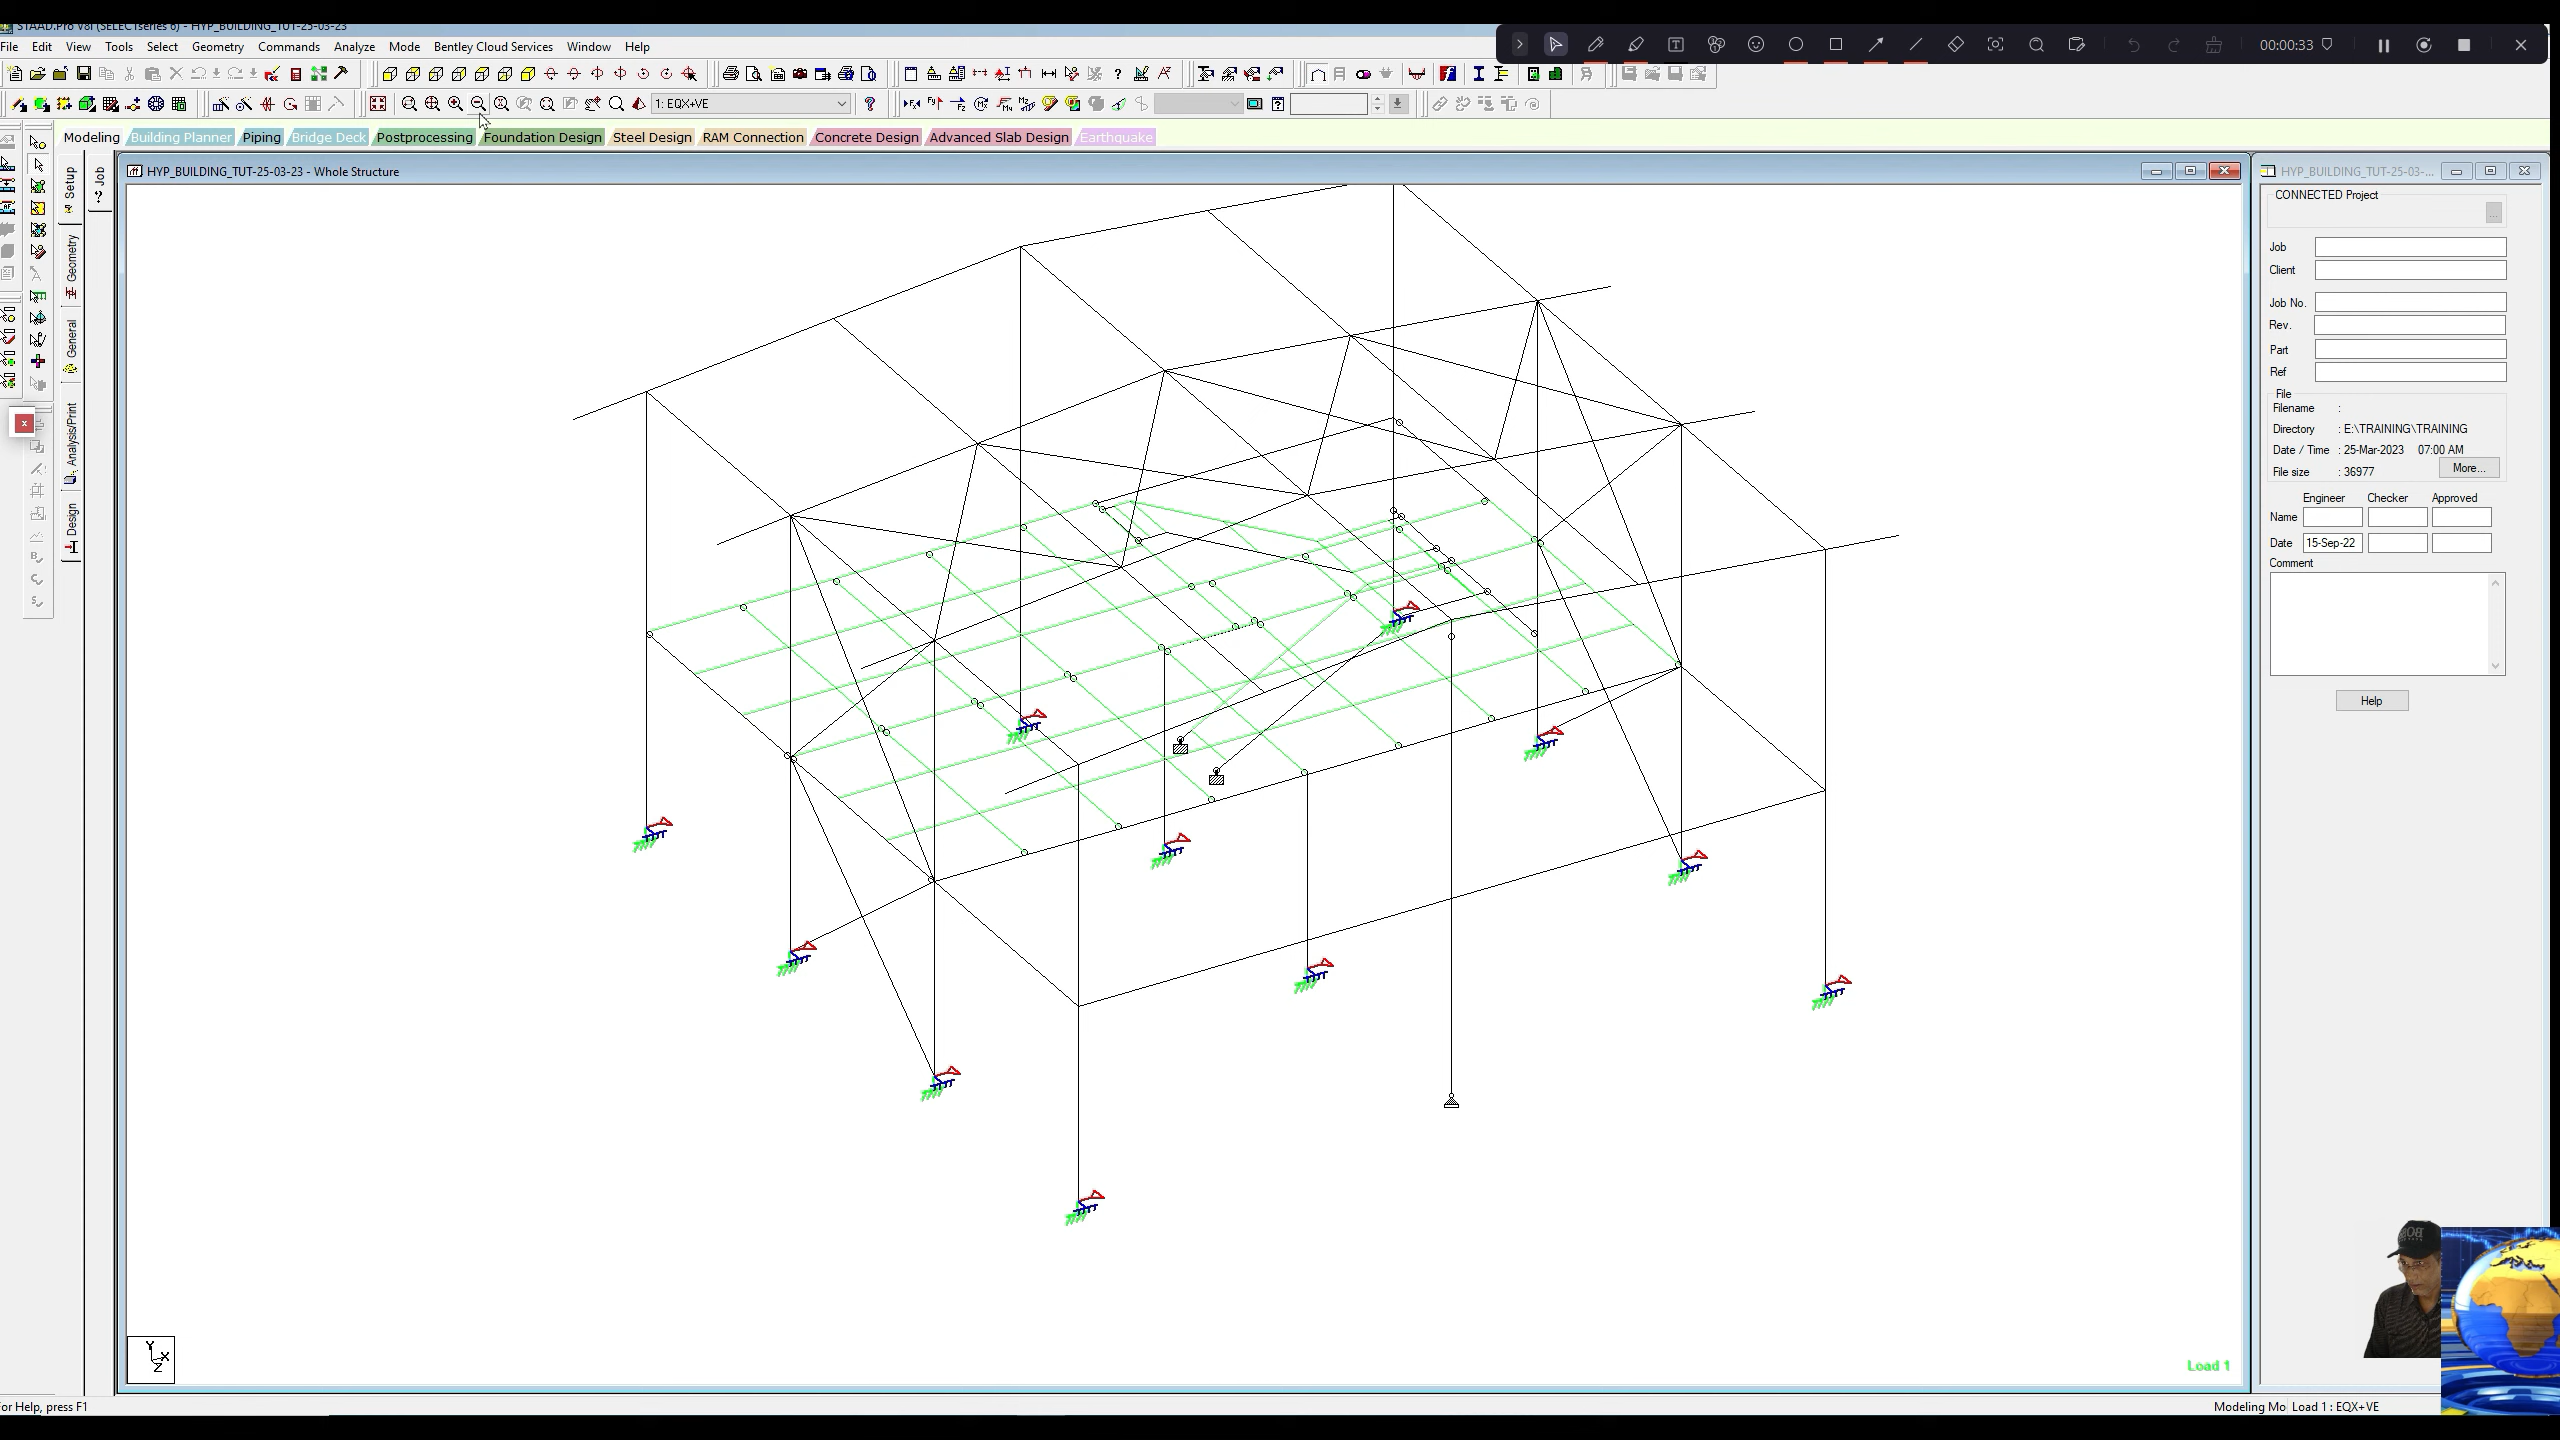 STAAD.Pro V8i (SELECTseries 6) - HYP_BUILDING_TUT-25-03-23
File Edit View Tools Select Geometry Commands Analyze Mode Bentley Cloud Services Window Help
00:00:33
1: EQX+VE
Modeling Building Planner Piping Bridge Deck Postprocessing Foundation Design Steel Design RAM Connection Concrete Design Advanced Slab Design Earthquake
HYP_BUILDING_TUT-25-03-23 - Whole Structure
Setup
Geometry
General
Analysis/Print
Design
Job
HYP_BUILDING_TUT-25-03-...
CONNECTED Project
...
Job
Client
Job No.
Rev.
Part
Ref
File
Filename :
Directory : E:\TRAINING\TRAINING
Date / Time : 25-Mar-2023 07:00 AM
File size : 36977
More...
Engineer Checker Approved
Name
Date 15-Sep-22
Comment
Help
Y
X
Z
Load 1
For Help, press F1
Modeling Mo Load 1 : EQX+VE